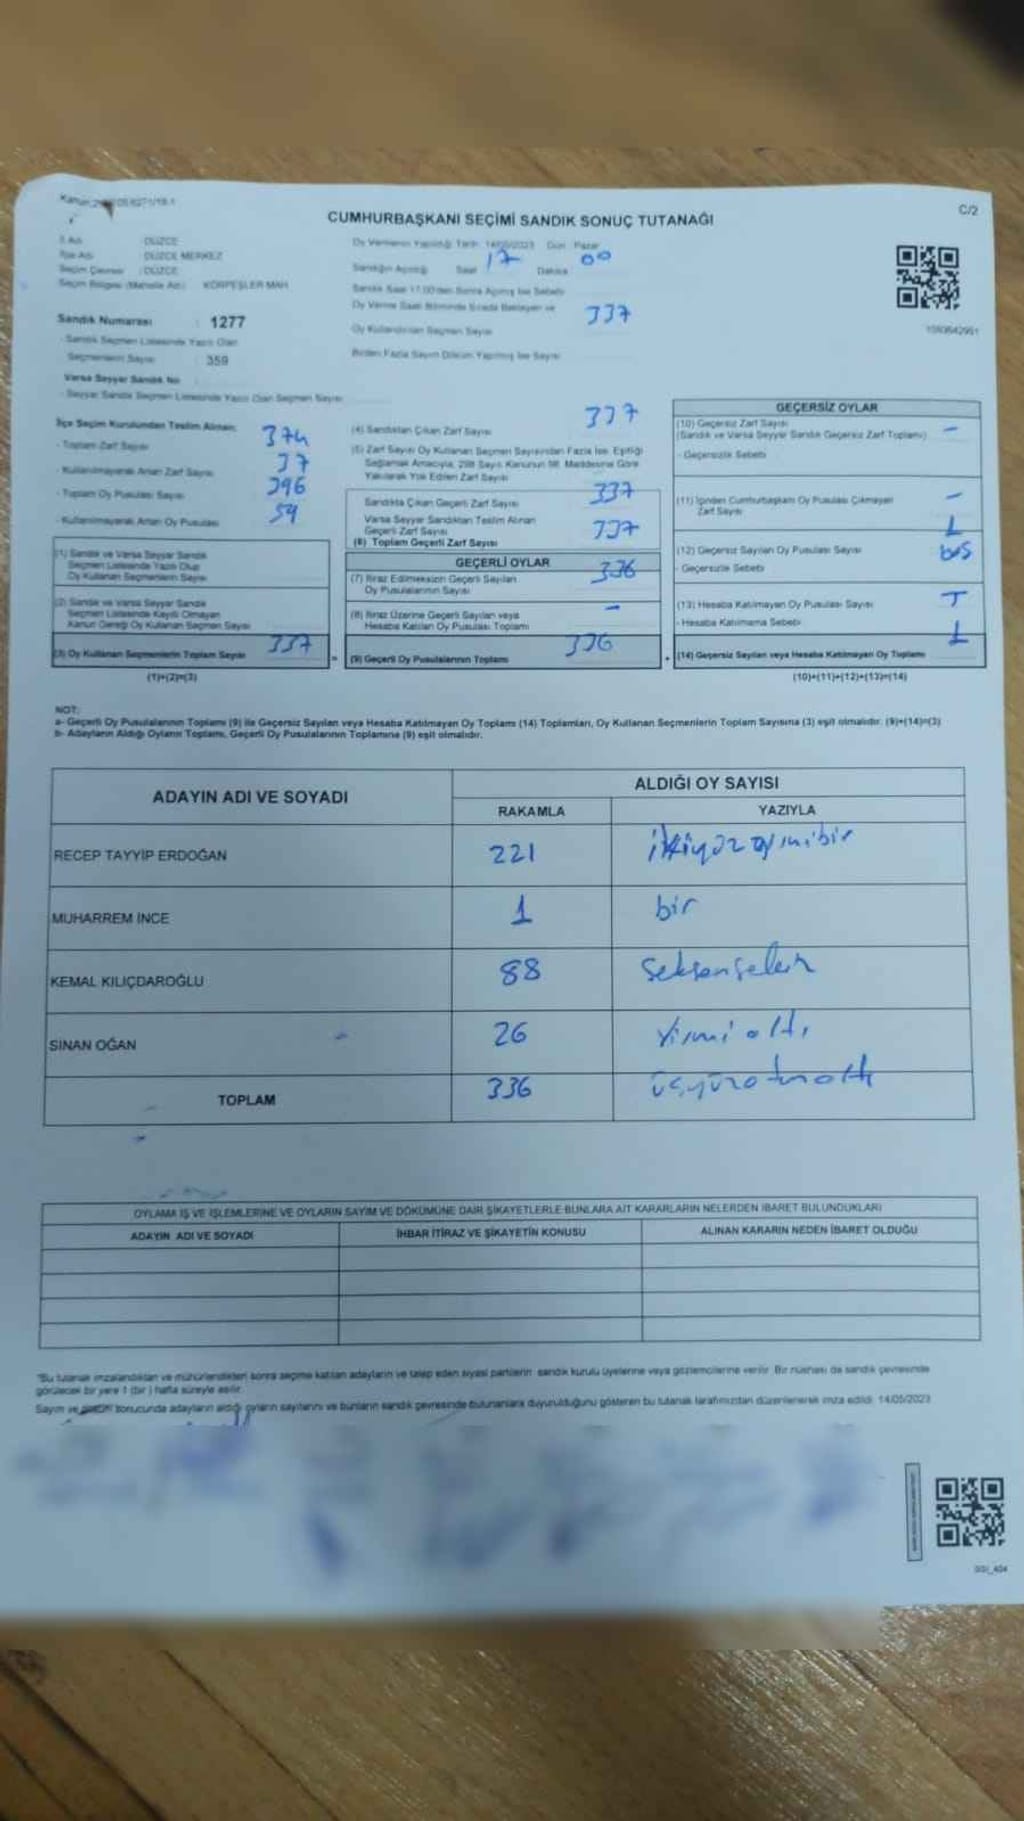 CUMHURBAŞKANI SEÇİMİ SANDIK SONUÇ TUTANAĞI
C/2
İl Adı : DÜZCE
İlçe Adı : DÜZCE MERKEZ
Seçim Çevresi : DÜZCE
Seçim Bölgesi (Mahalle Adı) : KÖRPEŞLER MAH
Sandık Numarası : 1277
- Sandık Seçmen Listesinde Yazılı Olan
Seçmenlerin Sayısı : 359
Varsa Seyyar Sandık No
- Seyyar Sandık Seçmen Listesinde Yazılı Olan Seçmen Sayısı
Oy Vermenin Yapıldığı Tarih 14/05/2023 Gün Pazar
Sandığın Açıldığı Saat 17 Dakika 00
Sandık Saat 17.00'den Sonra Açılmış İse Sebebi
Oy Verme Saati Bitiminde Sırada Bekleyen ve
Oy Kullandırılan Seçmen Sayısı 337
Birden Fazla Sayım Döküm Yapılmış İse Sayısı
İlçe Seçim Kurulundan Teslim Alınan
- Toplam Zarf Sayısı 374
- Kullanılmayarak Artan Zarf Sayısı 37
- Toplam Oy Pusulası Sayısı 396
- Kullanılmayarak Artan Oy Pusulası 59
(1) Sandık ve Varsa Seyyar Sandık
Seçmen Listesinde Yazılı Olup
Oy Kullanan Seçmenlerin Sayısı
(2) Sandık ve Varsa Seyyar Sandık
Seçmen Listesinde Kayıtlı Olmayan
Kanun Gereği Oy Kullanan Seçmen Sayısı
(3) Oy Kullanan Seçmenlerin Toplam Sayısı 337
(1)+(2)=(3)
(4) Sandıktan Çıkan Zarf Sayısı 337
(5) Zarf Sayısı Oy Kullanan Seçmen Sayısından Fazla İse, Eşitliği
Sağlamak Amacıyla, 298 Sayılı Kanunun 98. Maddesine Göre
Yakılarak Yok Edilen Zarf Sayısı
Sandıkta Çıkan Geçerli Zarf Sayısı 337
Varsa Seyyar Sandıktan Teslim Alınan
Geçerli Zarf Sayısı
(6) Toplam Geçerli Zarf Sayısı 337
GEÇERLİ OYLAR
(7) İtiraz Edilmeksizin Geçerli Sayılan
Oy Pusulalarının Sayısı 336
(8) İtiraz Üzerine Geçerli Sayılan veya
Hesaba Katılan Oy Pusulası Toplamı -
= (9) Geçerli Oy Pusulalarının Toplamı 336
GEÇERSİZ OYLAR
(10) Geçersiz Zarf Sayısı -
(Sandık ve Varsa Seyyar Sandık Geçersiz Zarf Toplamı)
- Geçersizlik Sebebi
(11) İçinden Cumhurbaşkanı Oy Pusulası Çıkmayan
Zarf Sayısı -
(12) Geçersiz Sayılan Oy Pusulası Sayısı 1
- Geçersizlik Sebebi boş
(13) Hesaba Katılmayan Oy Pusulası Sayısı
- Hesaba Katılmama Sebebi
+ (14) Geçersiz Sayılan veya Hesaba Katılmayan Oy Toplamı 1
(10)+(11)+(12)+(13)=(14)
NOT:
a- Geçerli Oy Pusulalarının Toplamı (9) ile Geçersiz Sayılan veya Hesaba Katılmayan Oy Toplamı (14) Toplamları, Oy Kullanan Seçmenlerin Toplam Sayısına (3) eşit olmalıdır. (9)+(14)=(3)
b- Adayların Aldığı Oyların Toplamı, Geçerli Oy Pusulalarının Toplamına (9) eşit olmalıdır.
ADAYIN ADI VE SOYADI
ALDIĞI OY SAYISI
RAKAMLA YAZIYLA
RECEP TAYYİP ERDOĞAN 221 ikiyüzyirmibir
MUHARREM İNCE 1 bir
KEMAL KILIÇDAROĞLU 88 seksensekiz
SİNAN OĞAN 26 Yirmi altı
TOPLAM 336 üçyüzotuzaltı
OYLAMA İŞ VE İŞLEMLERİNE VE OYLARIN SAYIM VE DÖKÜMÜNE DAİR ŞİKAYETLERLE BUNLARA AİT KARARLARIN NELERDEN İBARET BULUNDUKLARI
ADAYIN ADI VE SOYADI İHBAR İTİRAZ VE ŞİKAYETİN KONUSU ALINAN KARARIN NEDEN İBARET OLDUĞU
"Bu tutanak imzalandıktan ve mühürlendikten sonra seçime katılan adayların ve talep eden siyasi partilerin sandık kurulu üyelerine veya gözlemcilerine verilir. Bir nüshası da sandık çevresinde
görülecek bir yere 1 (bir) hafta süreyle asılır.
Sayım ve döküm sonucunda adayların aldığı oyların sayılarını ve bunların sandık çevresinde bulunanlara duyurulduğunu gösteren bu tutanak tarafımızdan düzenlenerek imza edildi. 14/05/2023